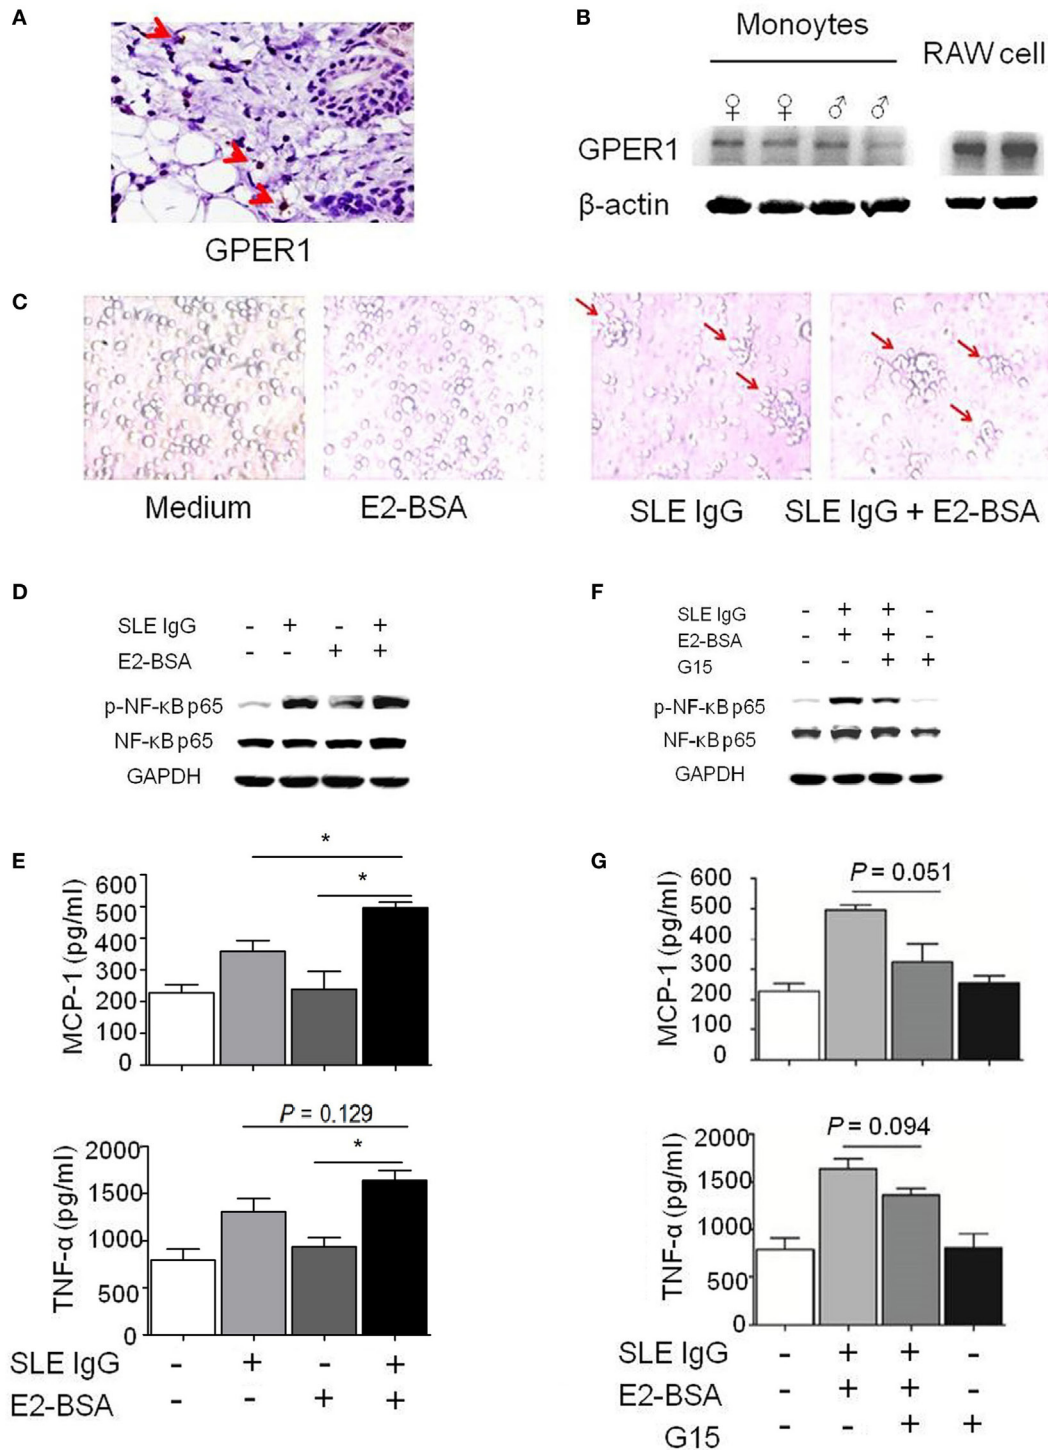 A
GPER1
B
Monoytes
RAW cell
♀ ♀ ♂ ♂
GPER1
β-actin
C
Medium
E2-BSA
SLE IgG
SLE IgG + E2-BSA
D
SLE IgG - + - +
E2-BSA - - + +
p-NF-κB p65
NF-κB p65
GAPDH
F
SLE IgG - + + -
E2-BSA - + + -
G15 - - + +
p-NF-κB p65
NF-κB p65
GAPDH
E
*
*
MCP-1 (pg/ml)
600
500
400
300
200
100
0
P = 0.129
*
TNF-α (pg/ml)
2000
1500
1000
500
0
SLE IgG - + - +
E2-BSA - - + +
G
P = 0.051
MCP-1 (pg/ml)
600
500
400
300
200
100
0
P = 0.094
TNF-α (pg/ml)
2000
1500
1000
500
0
SLE IgG - + + -
E2-BSA - + + -
G15 - - + +